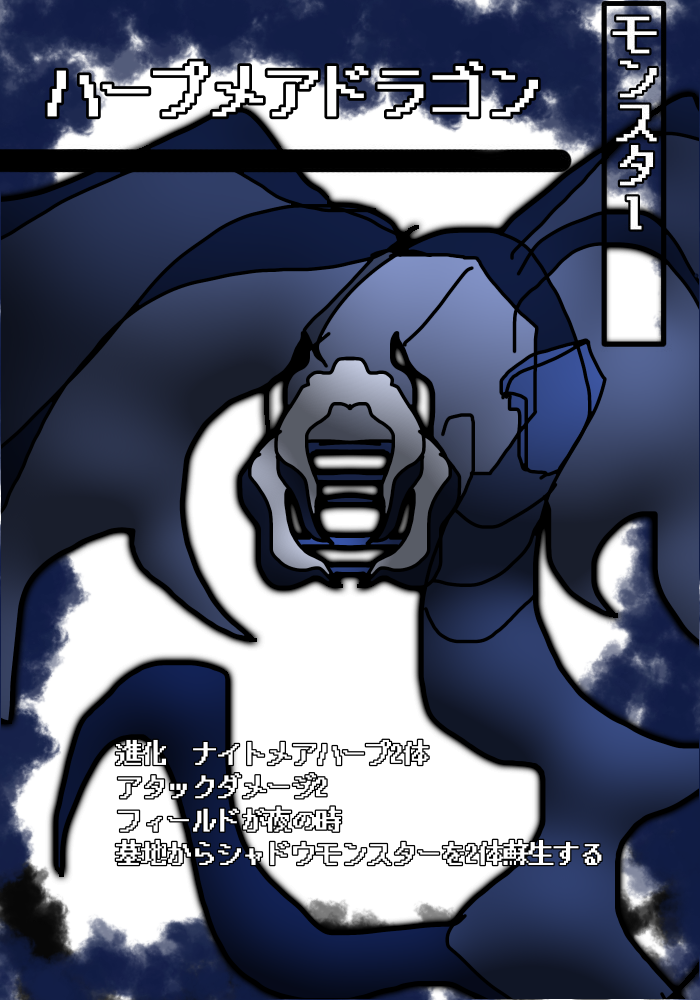 ハープメアドラゴン
モンスター
進化　ナイトメアハープ2体
アタックダメージ2
フィールドが夜の時
墓地からシャドウモンスターを2体蘇生する